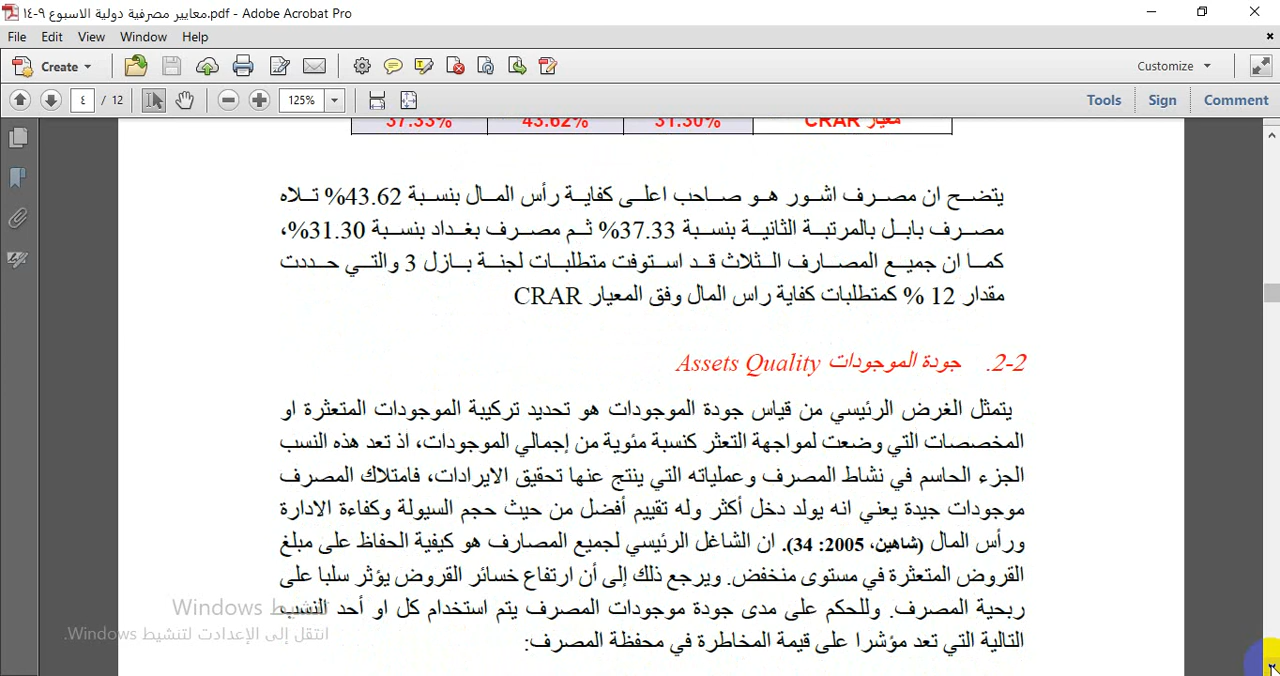 معايير مصرفية دولية الاسبوع ٩-١٤.pdf - Adobe Acrobat Pro
File Edit View Window Help
Create Customize
٤ / 12 125% Tools Sign Comment
معيار CRAR 31.30% 43.62% 37.33%
يتضح ان مصرف اشور هو صاحب اعلى كفاية رأس المال بنسبة 43.62% تلاه
مصرف بابل بالمرتبة الثانية بنسبة 37.33% ثم مصرف بغداد بنسبة 31.30%،
كما ان جميع المصارف الثلاث قد استوفت متطلبات لجنة بازل 3 والتي حددت
مقدار 12 % كمتطلبات كفاية راس المال وفق المعيار CRAR
2-2. جودة الموجودات Assets Quality
يتمثل الغرض الرئيسي من قياس جودة الموجودات هو تحديد تركيبة الموجودات المتعثرة او
المخصصات التي وضعت لمواجهة التعثر كنسبة مئوية من إجمالي الموجودات، اذ تعد هذه النسب
الجزء الحاسم في نشاط المصرف وعملياته التي ينتج عنها تحقيق الايرادات، فامتلاك المصرف
موجودات جيدة يعني انه يولد دخل أكثر وله تقييم أفضل من حيث حجم السيولة وكفاءة الادارة
ورأس المال (شاهين، 2005: 34). ان الشاغل الرئيسي لجميع المصارف هو كيفية الحفاظ على مبلغ
القروض المتعثرة في مستوى منخفض. ويرجع ذلك إلى أن ارتفاع خسائر القروض يؤثر سلبا على
ربحية المصرف. وللحكم على مدى جودة موجودات المصرف يتم استخدام كل او أحد النسب
التالية التي تعد مؤشرا على قيمة المخاطرة في محفظة المصرف:
تنشيط Windows
انتقل إلى الإعدادات لتنشيط Windows.